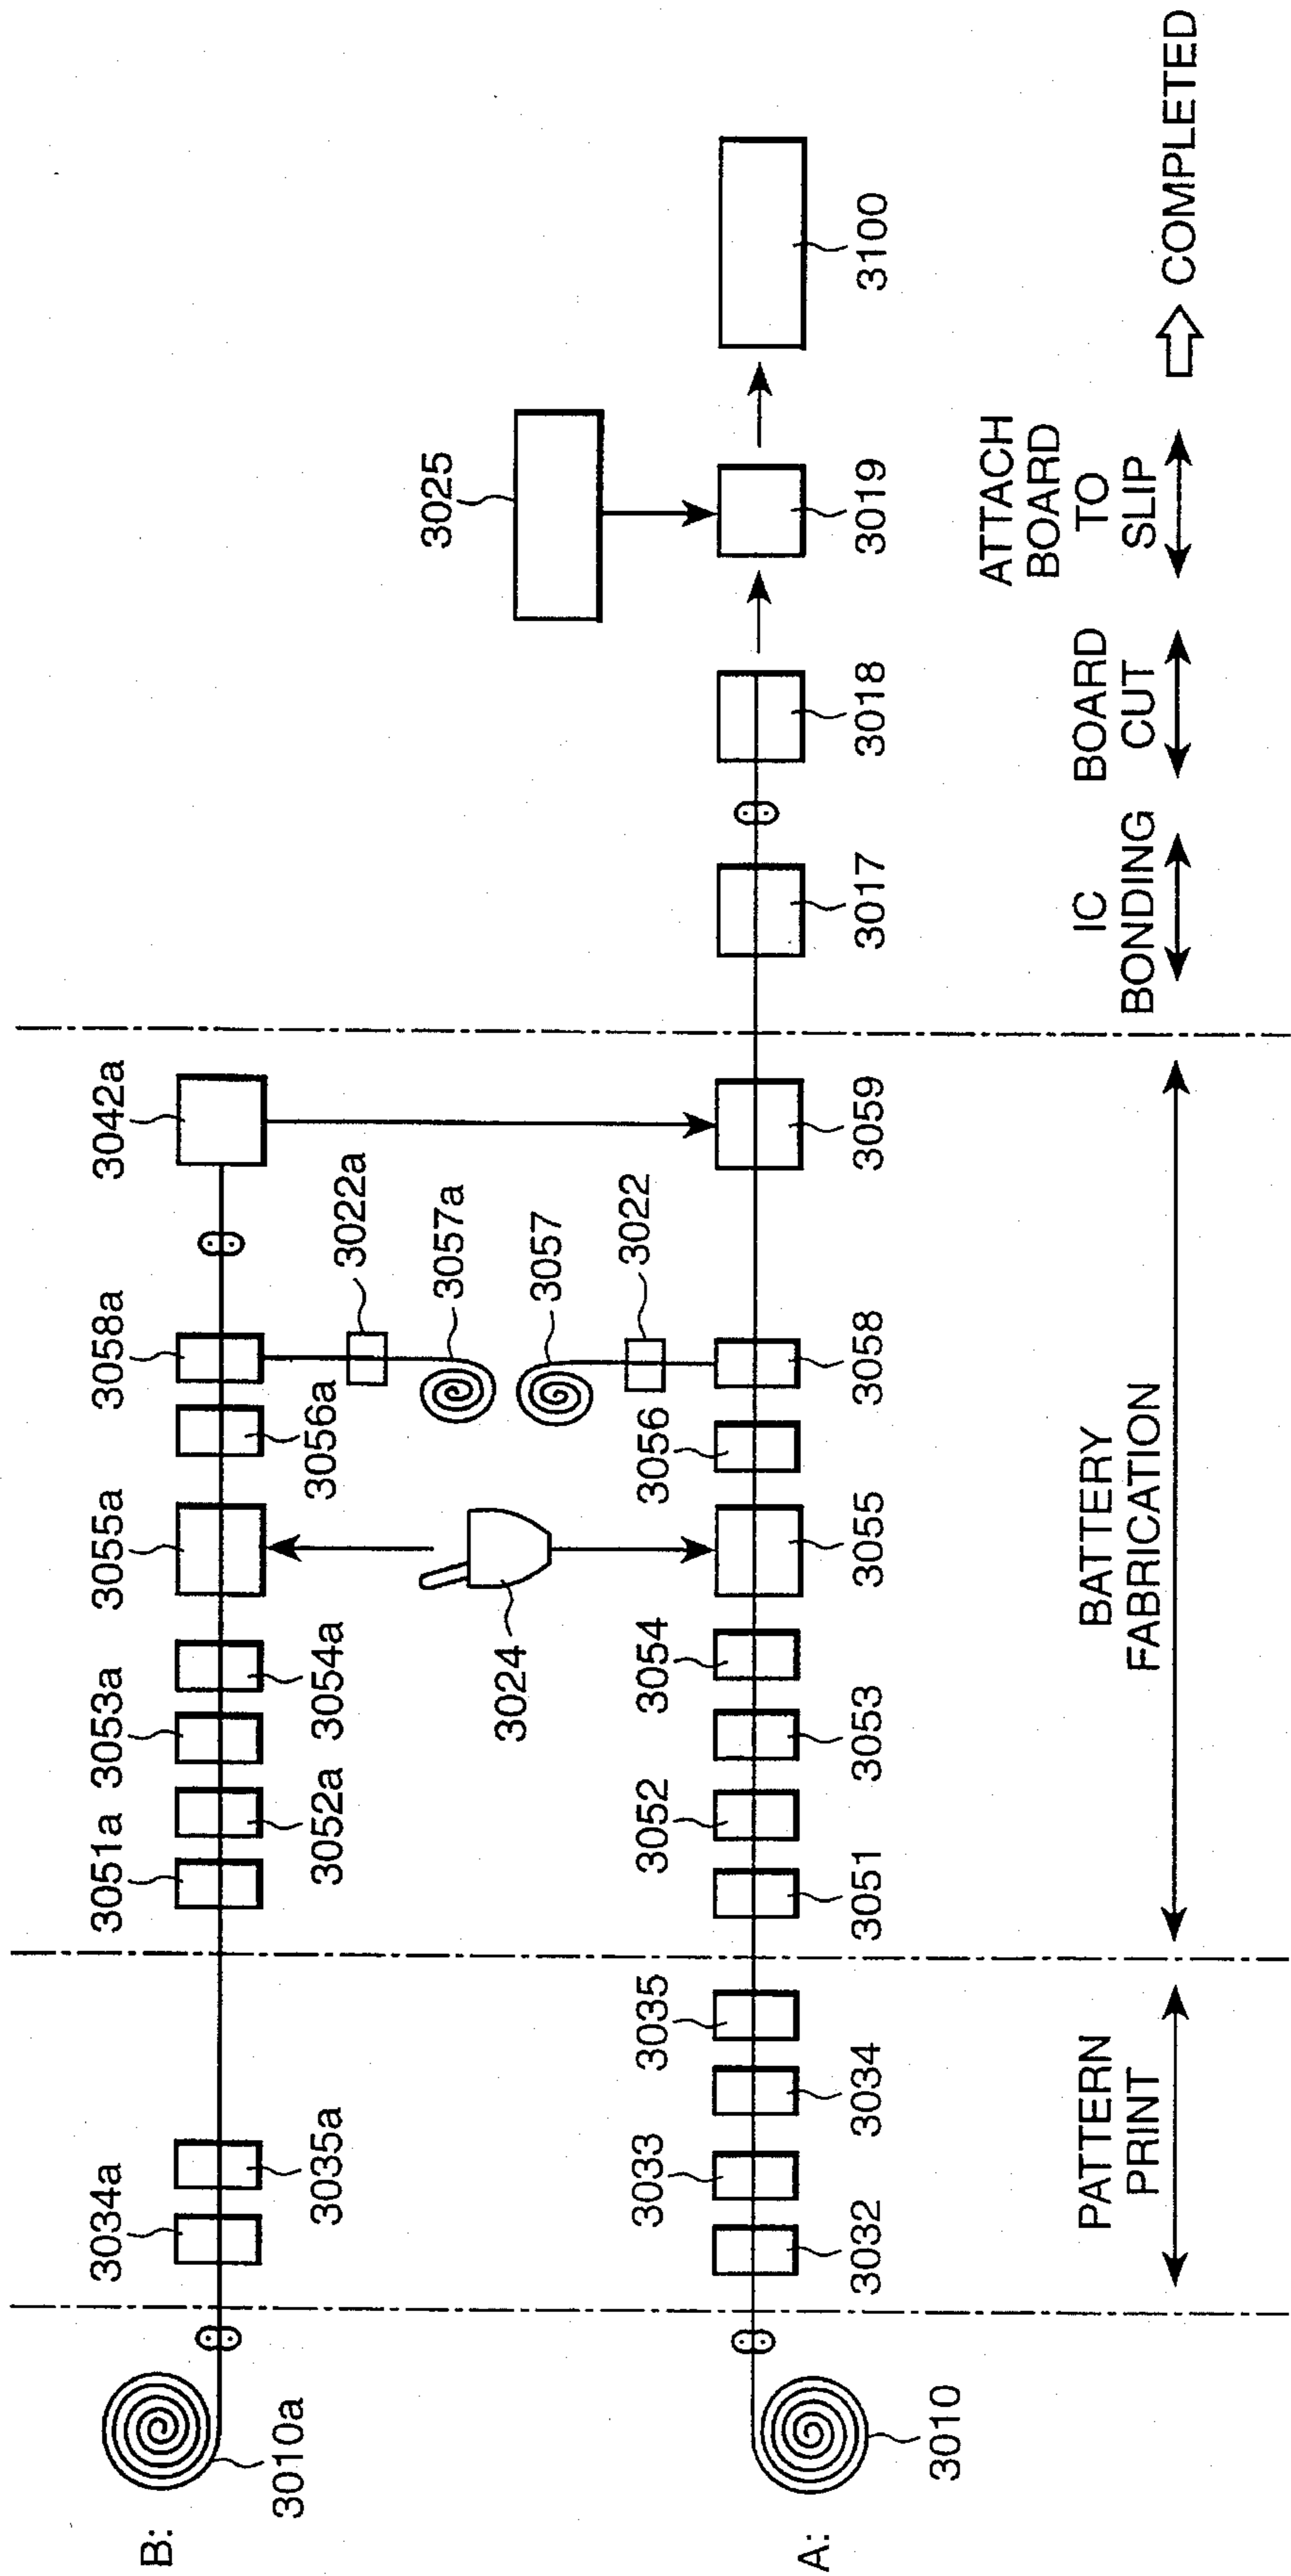 B:
3010a
3034a
3035a
3051a
3052a
3053a
3054a
3055a
3056a
3058a
3022a
3057a
3042a
3024
3057
3022
3025
A:
3010
3032
3033
3034
3035
3051
3052
3053
3054
3055
3056
3058
3059
3017
3018
3019
3100
PATTERN
PRINT
BATTERY
FABRICATION
IC
BONDING
BOARD
CUT
ATTACH
BOARD
TO
SLIP
COMPLETED